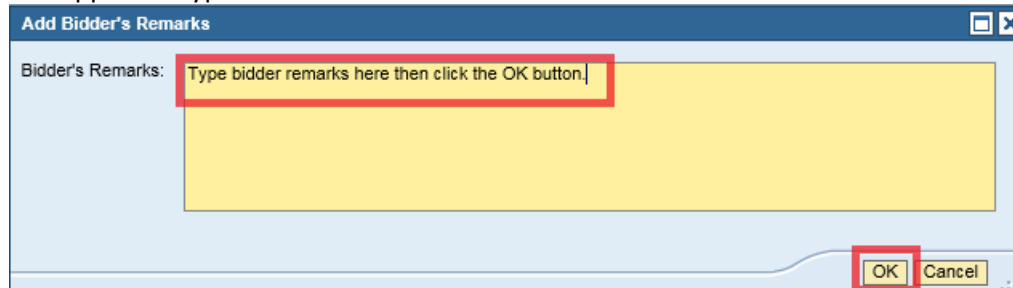 Add Bidder's Remarks
Bidder's Remarks:
Type bidder remarks here then click the OK button.
OK Cancel